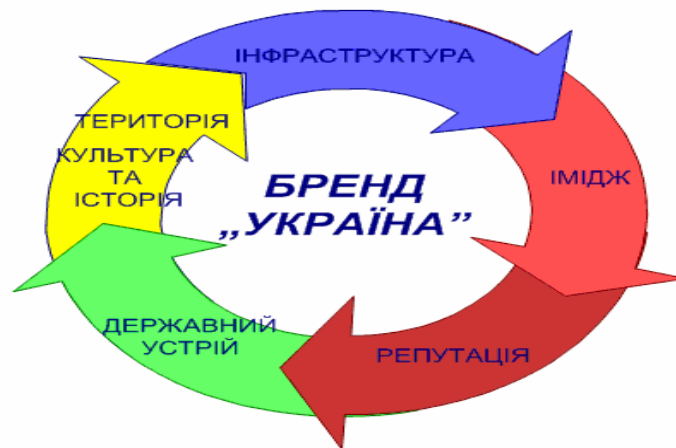 ІНФРАСТРУКТУРА
ТЕРИТОРІЯ
КУЛЬТУРА
ТА
ІСТОРІЯ
ІМІДЖ
БРЕНД
„УКРАЇНА”
ДЕРЖАВНИЙ
УСТРІЙ
РЕПУТАЦІЯ